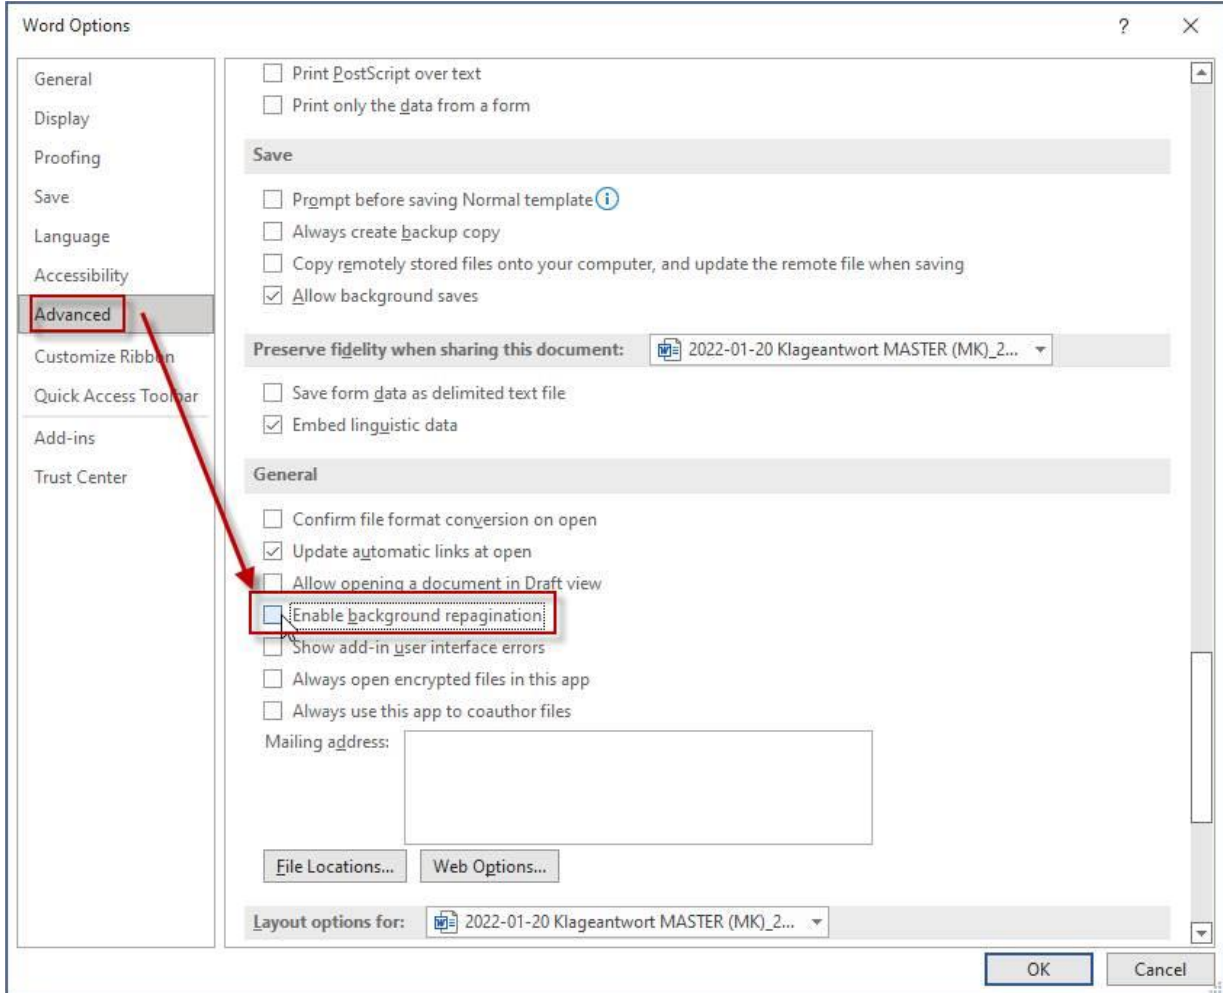 Word Options
?
General
Display
Proofing
Save
Language
Accessibility
Advanced
Customize Ribbon
Quick Access Toolbar
Add-ins
Trust Center
Print PostScript over text
Print only the data from a form
Save
Prompt before saving Normal template
Always create backup copy
Copy remotely stored files onto your computer, and update the remote file when saving
Allow background saves
Preserve fidelity when sharing this document: 2022-01-20 Klageantwort MASTER (MK)_2...
Save form data as delimited text file
Embed linguistic data
General
Confirm file format conversion on open
Update automatic links at open
Allow opening a document in Draft view
Enable background repagination
Show add-in user interface errors
Always open encrypted files in this app
Always use this app to coauthor files
Mailing address:
File Locations... Web Options...
Layout options for: 2022-01-20 Klageantwort MASTER (MK)_2...
OK Cancel